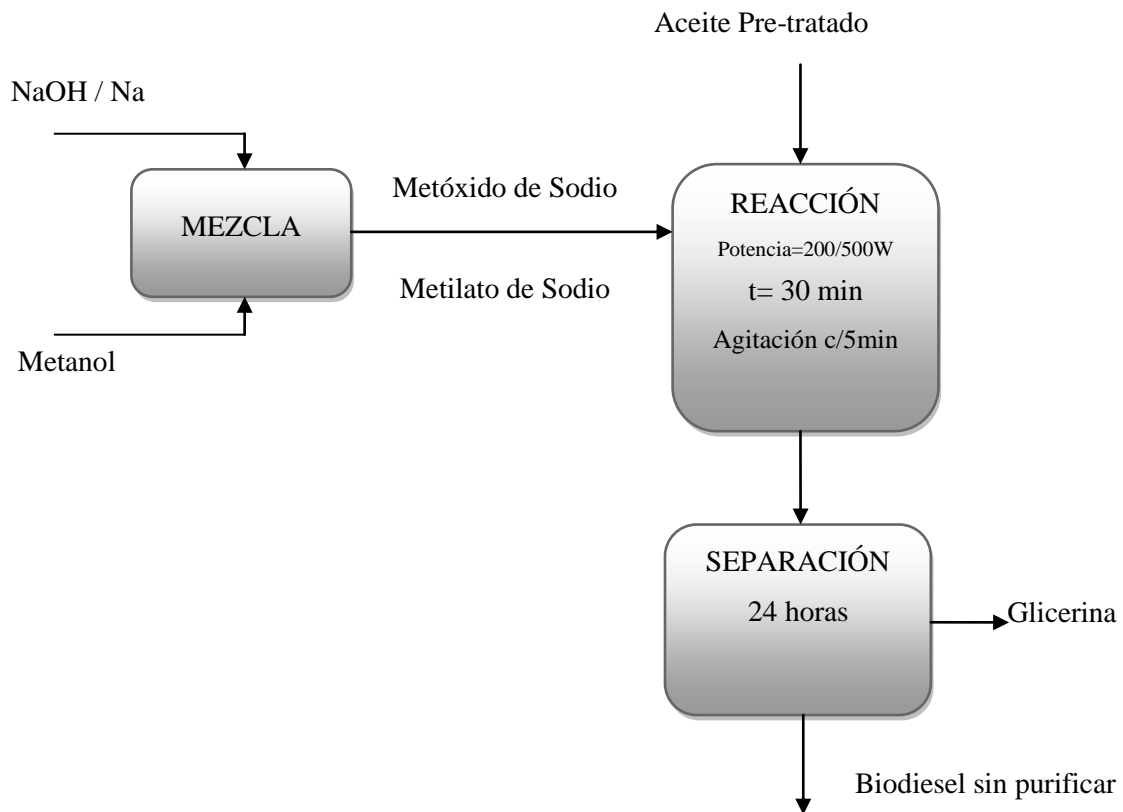 Aceite Pre-tratado
NaOH / Na
MEZCLA
Metanol
Metóxido de Sodio
Metilato de Sodio
REACCIÓN
Potencia=200/500W
t= 30 min
Agitación c/5min
SEPARACIÓN
24 horas
Glicerina
Biodiesel sin purificar